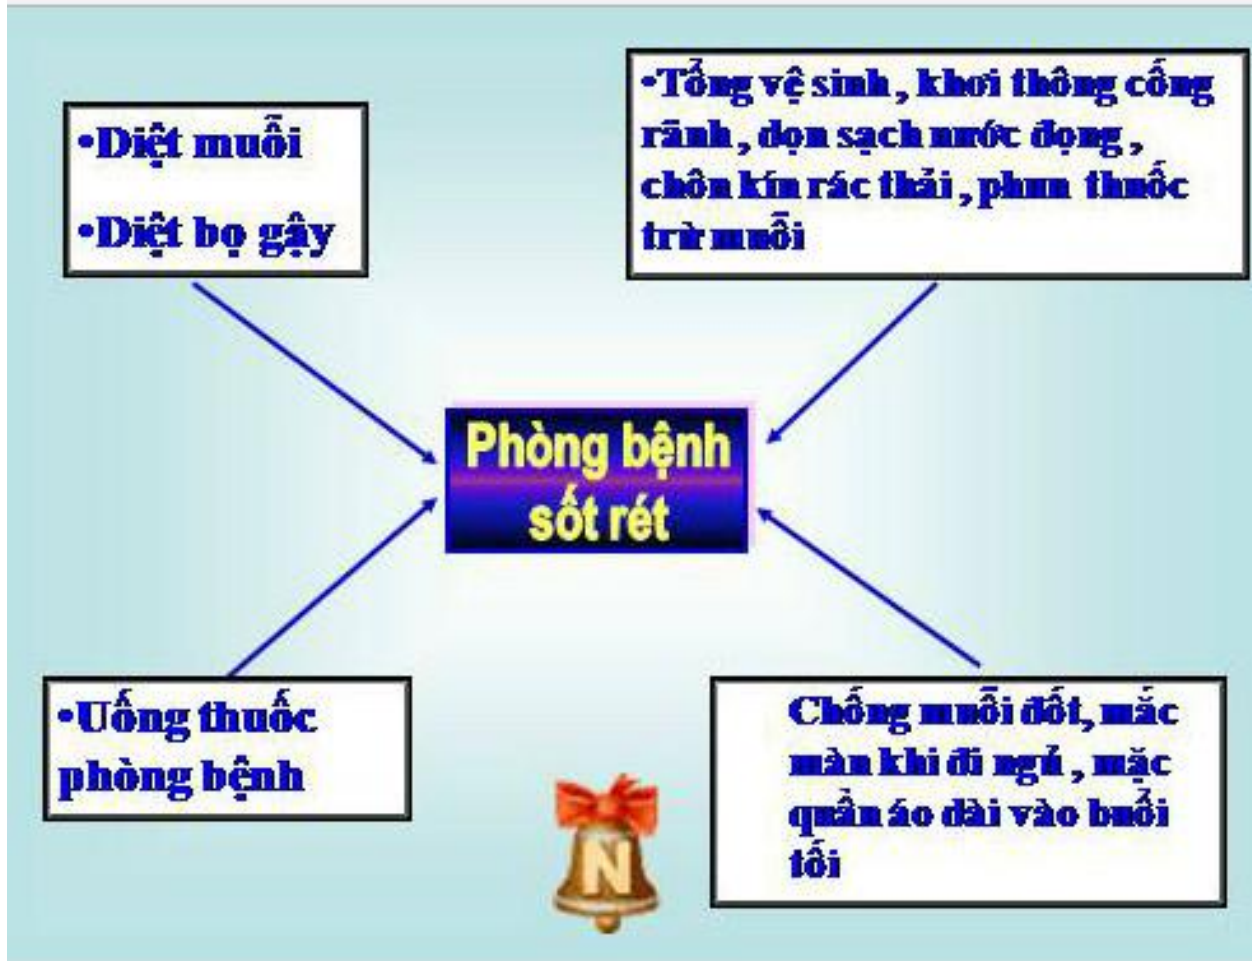 •Diệt muỗi
•Diệt bọ gậy
•Tổng vệ sinh , khơi thông cống
rãnh , dọn sạch nước đọng ,
chôn kín rác thải , phun thuốc
trừ muỗi
Phòng bệnh
sốt rét
•Uống thuốc
phòng bệnh
Chống muỗi đốt, mắc
màn khi đi ngủ , mặc
quần áo dài vào buổi
tối
N